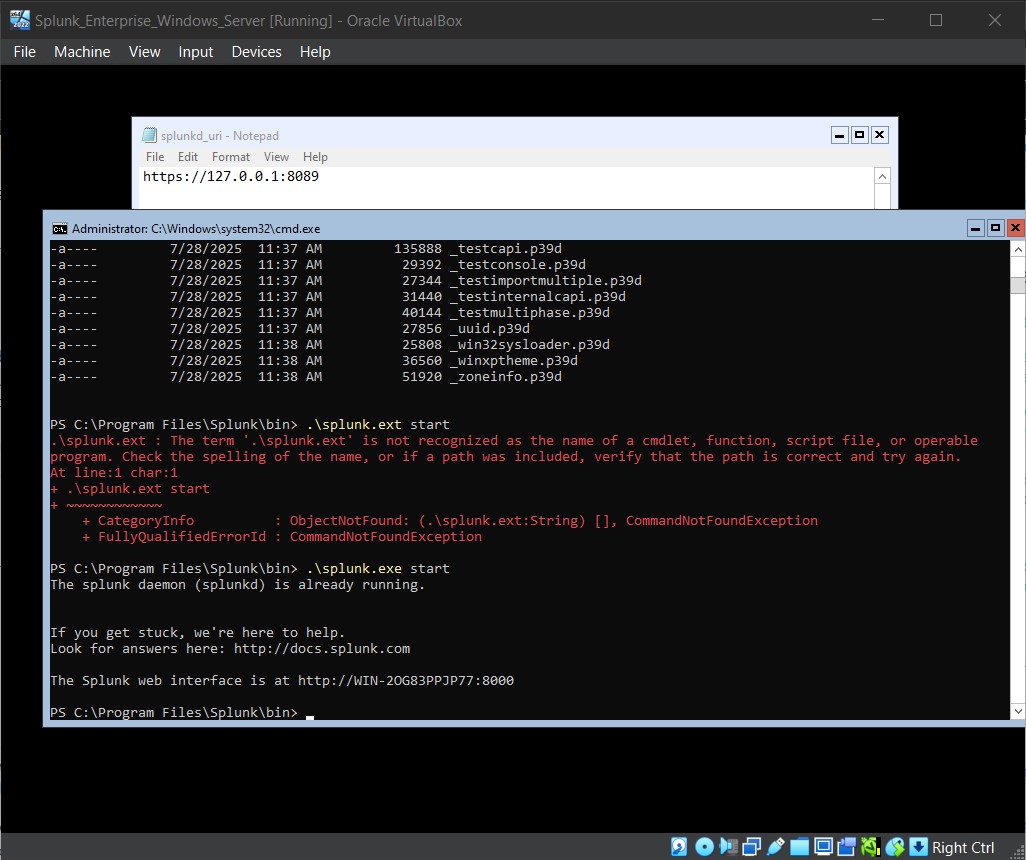 Splunk_Enterprise_Windows_Server [Running] - Oracle VirtualBox
File Machine View Input Devices Help
splunkd_uri - Notepad
File Edit Format View Help
https://127.0.0.1:8089
Administrator: C:\Windows\system32\cmd.exe
-a---- 7/28/2025 11:37 AM 135888 _testcapi.p39d
-a---- 7/28/2025 11:37 AM 29392 _testconsole.p39d
-a---- 7/28/2025 11:37 AM 27344 _testimportmultiple.p39d
-a---- 7/28/2025 11:37 AM 31440 _testinternalcapi.p39d
-a---- 7/28/2025 11:37 AM 40144 _testmultiphase.p39d
-a---- 7/28/2025 11:37 AM 27856 _uuid.p39d
-a---- 7/28/2025 11:38 AM 25808 _win32sysloader.p39d
-a---- 7/28/2025 11:38 AM 36560 _winxptheme.p39d
-a---- 7/28/2025 11:38 AM 51920 _zoneinfo.p39d
PS C:\Program Files\Splunk\bin> .\splunk.ext start
.\splunk.ext : The term '.\splunk.ext' is not recognized as the name of a cmdlet, function, script file, or operable
program. Check the spelling of the name, or if a path was included, verify that the path is correct and try again.
At line:1 char:1
+ .\splunk.ext start
+ ~~~~~~~~~~~~
+ CategoryInfo : ObjectNotFound: (.\splunk.ext:String) [], CommandNotFoundException
+ FullyQualifiedErrorId : CommandNotFoundException
PS C:\Program Files\Splunk\bin> .\splunk.exe start
The splunk daemon (splunkd) is already running.
If you get stuck, we're here to help.
Look for answers here: http://docs.splunk.com
The Splunk web interface is at http://WIN-2OG83PPJP77:8000
PS C:\Program Files\Splunk\bin>
Right Ctrl